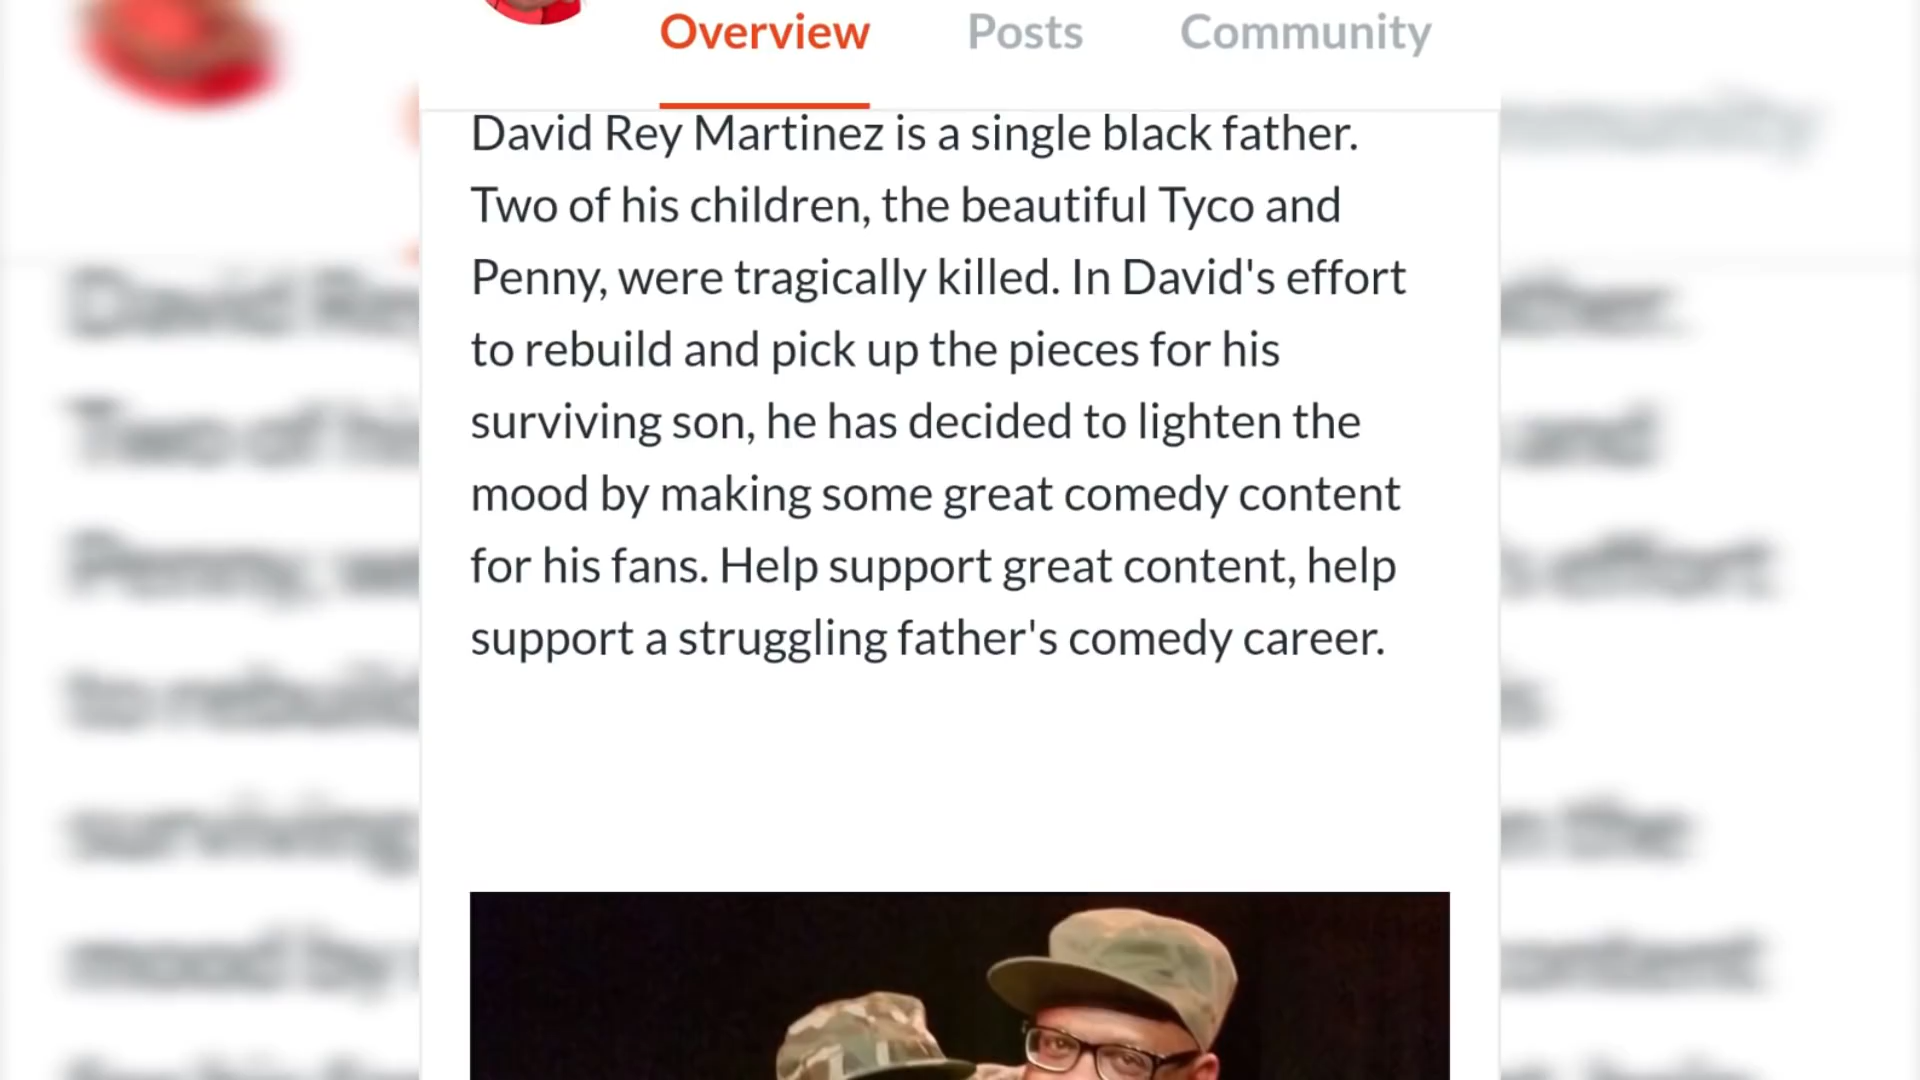 Overview Posts Community
David Rey Martinez is a single black father.
Two of his children, the beautiful Tyco and
Penny, were tragically killed. In David's effort
to rebuild and pick up the pieces for his
surviving son, he has decided to lighten the
mood by making some great comedy content
for his fans. Help support great content, help
support a struggling father's comedy career.